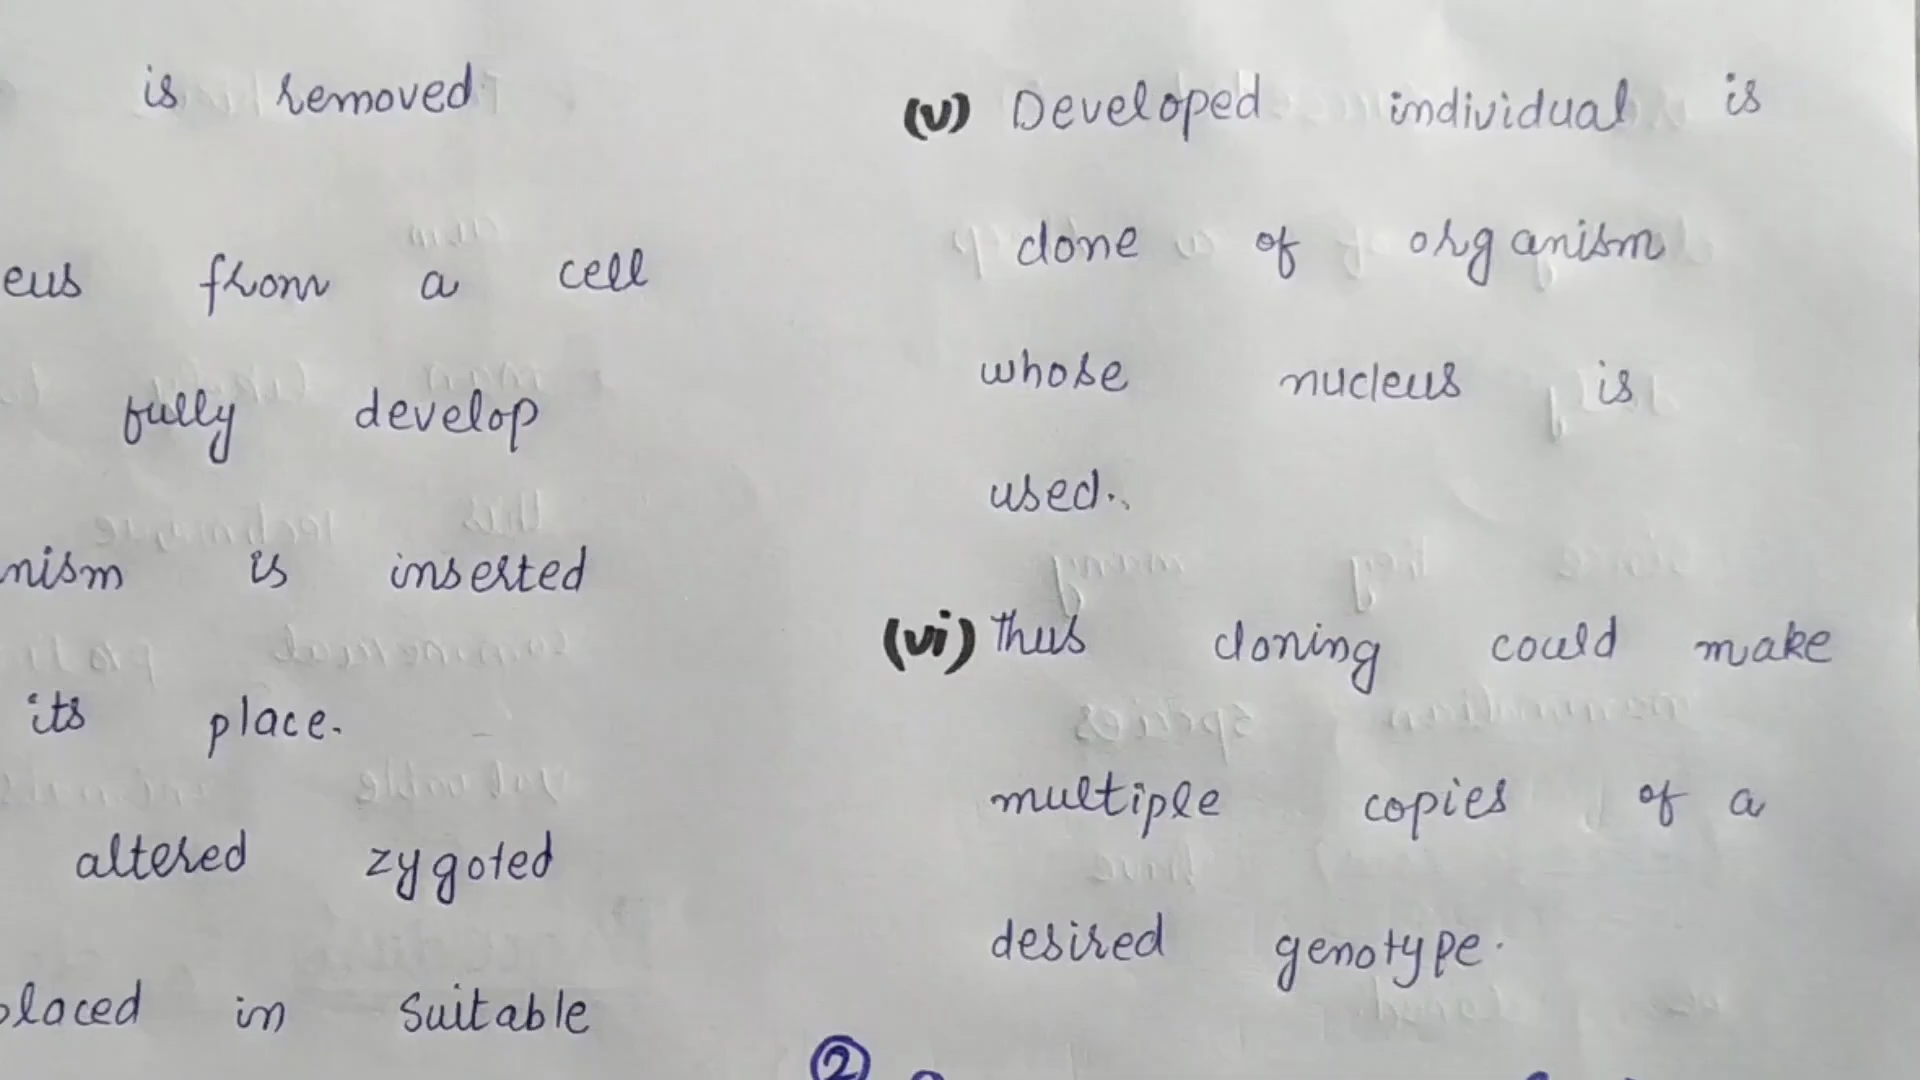 is removed
eus from a cell
fully develop
nism is inserted
its place.
altered zygoted
placed in suitable
(v) Developed individual is
clone of organism
whose nucleus is
used.
(vi) thus cloning could make
multiple copies of a
desired genotype.
②